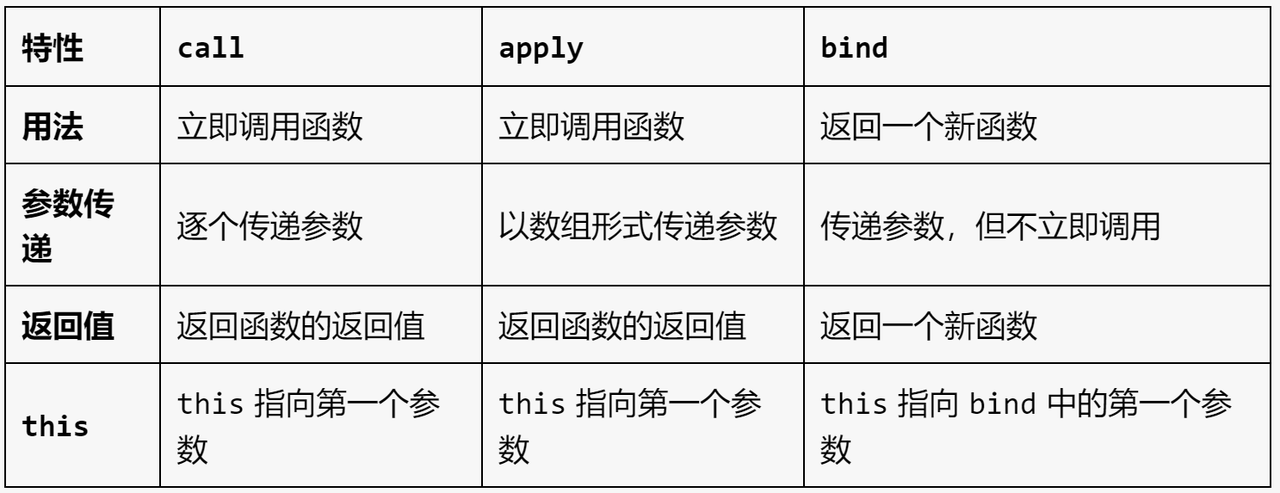 特性 call apply bind
用法 立即调用函数 立即调用函数 返回一个新函数
参数传
递 逐个传递参数 以数组形式传递参数 传递参数，但不立即调用
返回值 返回函数的返回值 返回函数的返回值 返回一个新函数
this
this 指向第一个参
数
this 指向第一个参
数
this 指向 bind 中的第一个参
数